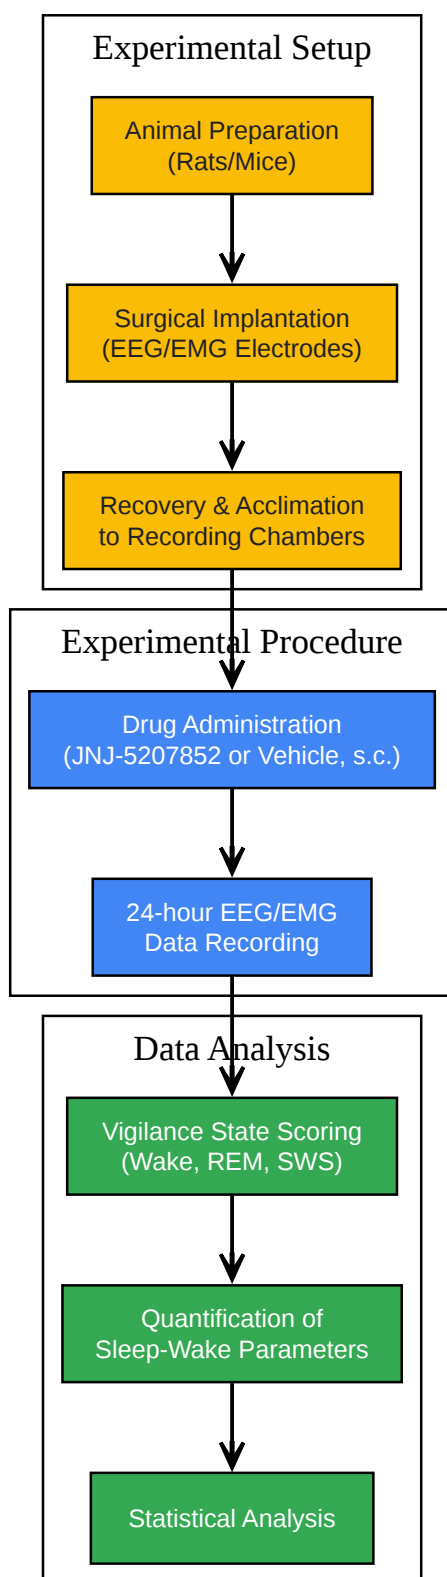 Experimental Setup
Animal Preparation
(Rats/Mice)
Surgical Implantation
(EEG/EMG Electrodes)
Recovery & Acclimation
to Recording Chambers
Experimental Procedure
Drug Administration
(JNJ-5207852 or Vehicle, s.c.)
24-hour EEG/EMG
Data Recording
Data Analysis
Vigilance State Scoring
(Wake, REM, SWS)
Quantification of
Sleep-Wake Parameters
Statistical Analysis